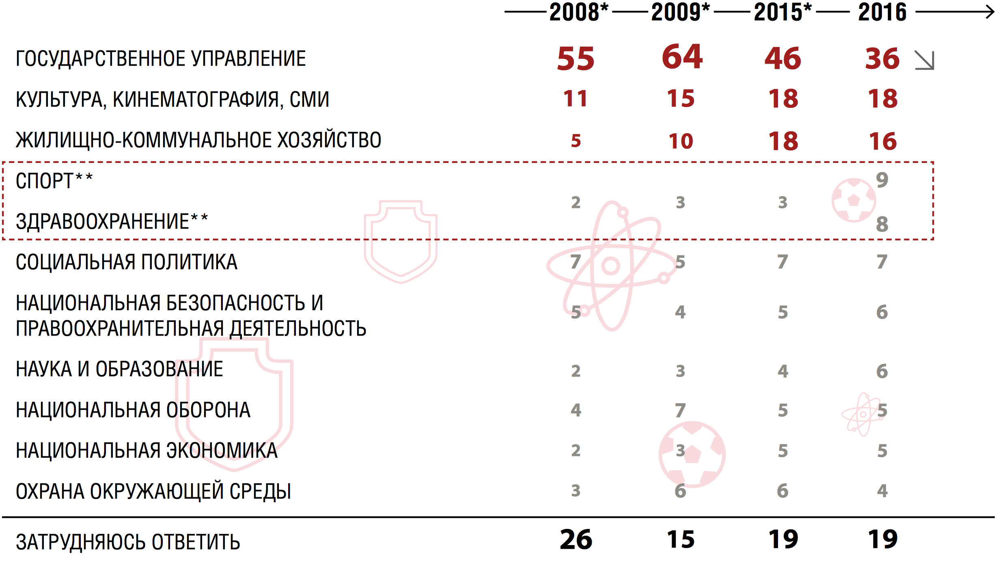 2008* 2009* 2015* 2016
ГОСУДАРСТВЕННОЕ УПРАВЛЕНИЕ 55 64 46 36
КУЛЬТУРА, КИНЕМАТОГРАФИЯ, СМИ 11 15 18 18
ЖИЛИЩНО-КОММУНАЛЬНОЕ ХОЗЯЙСТВО 5 10 18 16
СПОРТ** 9
2 3 3
ЗДРАВООХРАНЕНИЕ** 8
СОЦИАЛЬНАЯ ПОЛИТИКА 7 5 7 7
НАЦИОНАЛЬНАЯ БЕЗОПАСНОСТЬ И
ПРАВООХРАНИТЕЛЬНАЯ ДЕЯТЕЛЬНОСТЬ 5 4 5 6
НАУКА И ОБРАЗОВАНИЕ 2 3 4 6
НАЦИОНАЛЬНАЯ ОБОРОНА 4 7 5 5
НАЦИОНАЛЬНАЯ ЭКОНОМИКА 2 3 5 5
ОХРАНА ОКРУЖАЮЩЕЙ СРЕДЫ 3 6 6 4
ЗАТРУДНЯЮСЬ ОТВЕТИТЬ 26 15 19 19